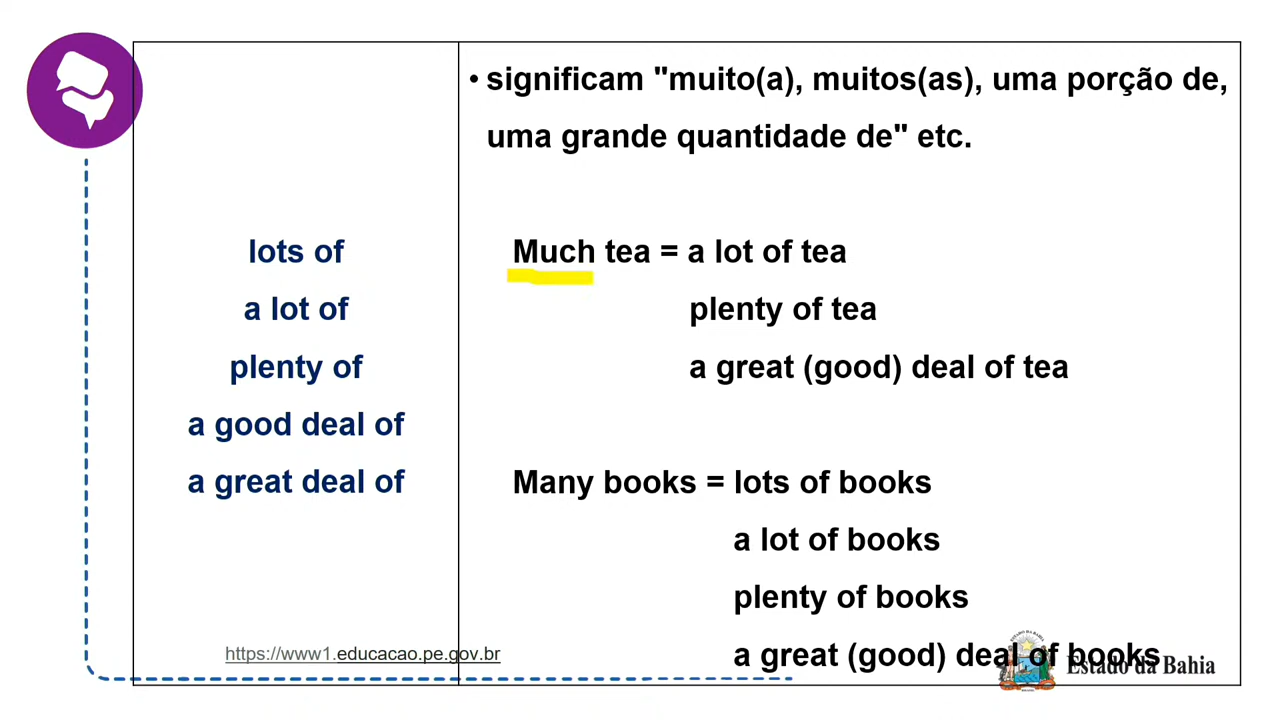 • significam "muito(a), muitos(as), uma porção de,
uma grande quantidade de" etc.
lots of
a lot of
plenty of
a good deal of
a great deal of
Much tea = a lot of tea
plenty of tea
a great (good) deal of tea
Many books = lots of books
a lot of books
plenty of books
a great (good) deal of books
https://www1.educacao.pe.gov.br
Estado da Bahia